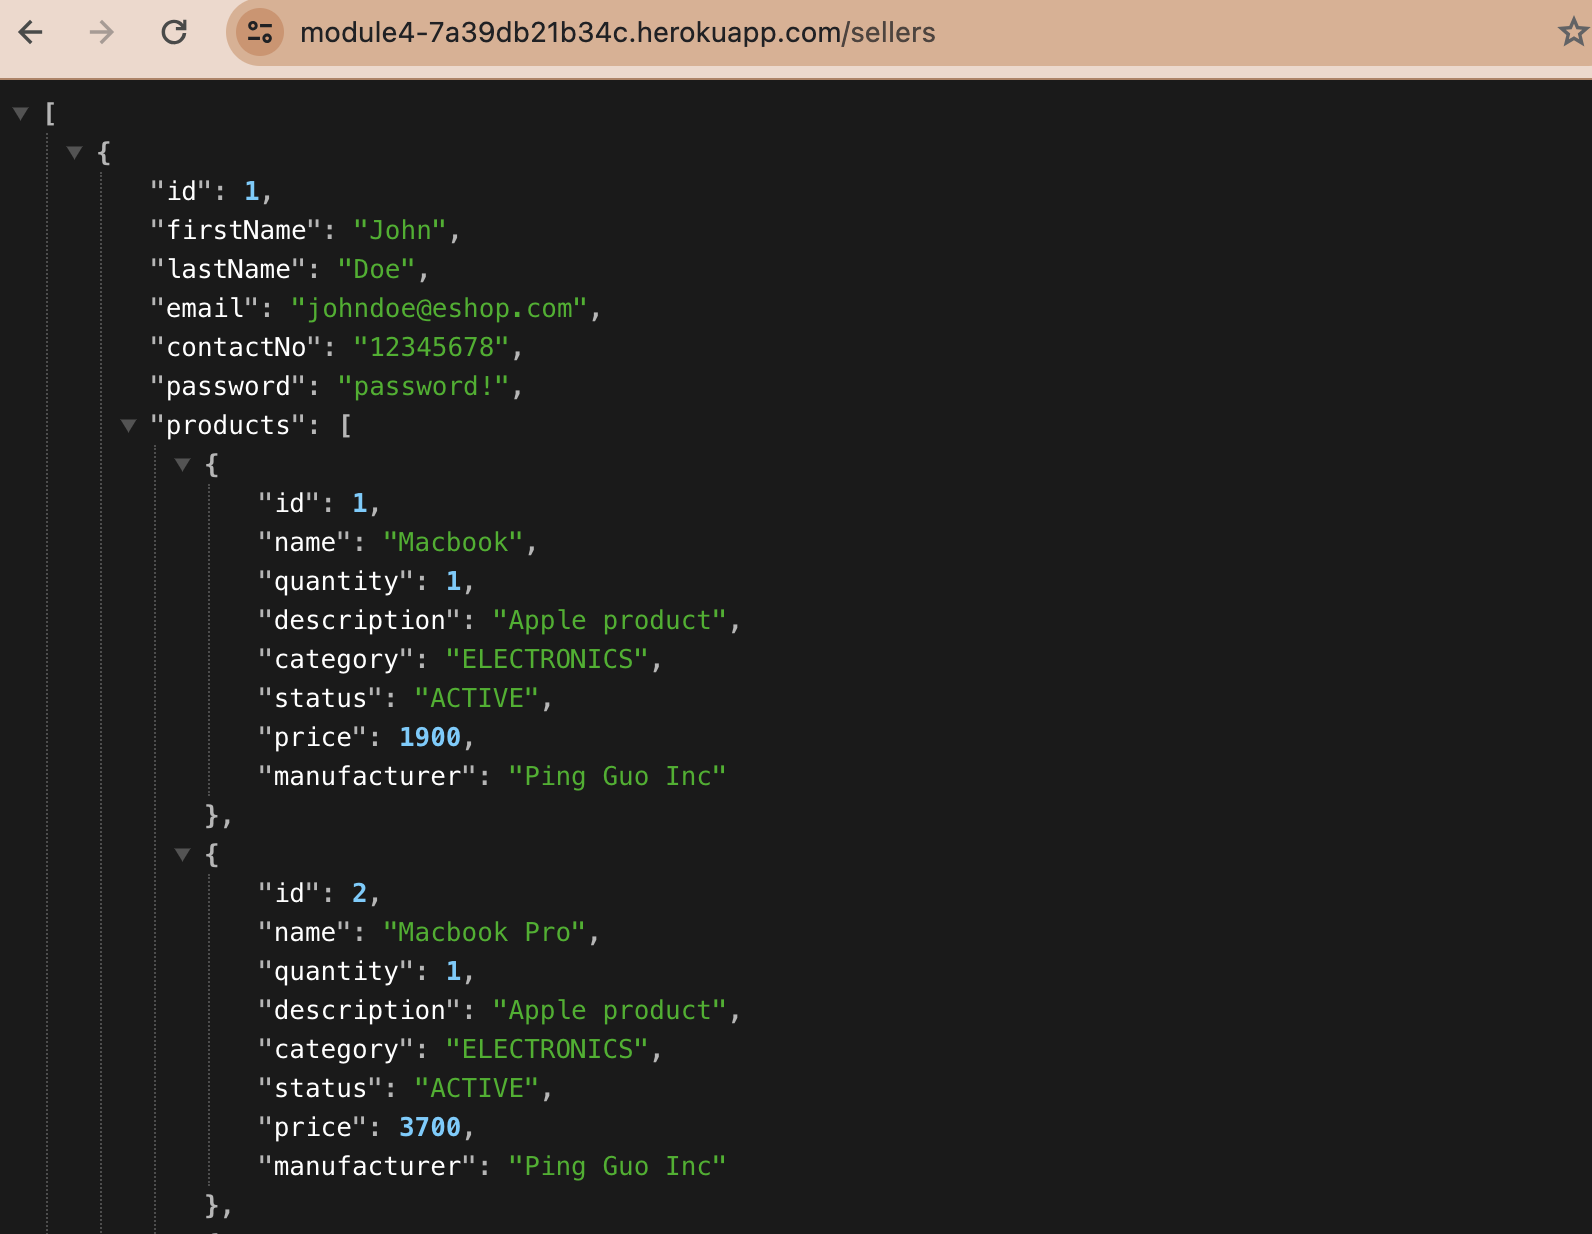 module4-7a39db21b34c.herokuapp.com/sellers
[
{
"id": 1,
"firstName": "John",
"lastName": "Doe",
"email": "johndoe@eshop.com",
"contactNo": "12345678",
"password": "password!",
"products": [
{
"id": 1,
"name": "Macbook",
"quantity": 1,
"description": "Apple product",
"category": "ELECTRONICS",
"status": "ACTIVE",
"price": 1900,
"manufacturer": "Ping Guo Inc"
},
{
"id": 2,
"name": "Macbook Pro",
"quantity": 1,
"description": "Apple product",
"category": "ELECTRONICS",
"status": "ACTIVE",
"price": 3700,
"manufacturer": "Ping Guo Inc"
},